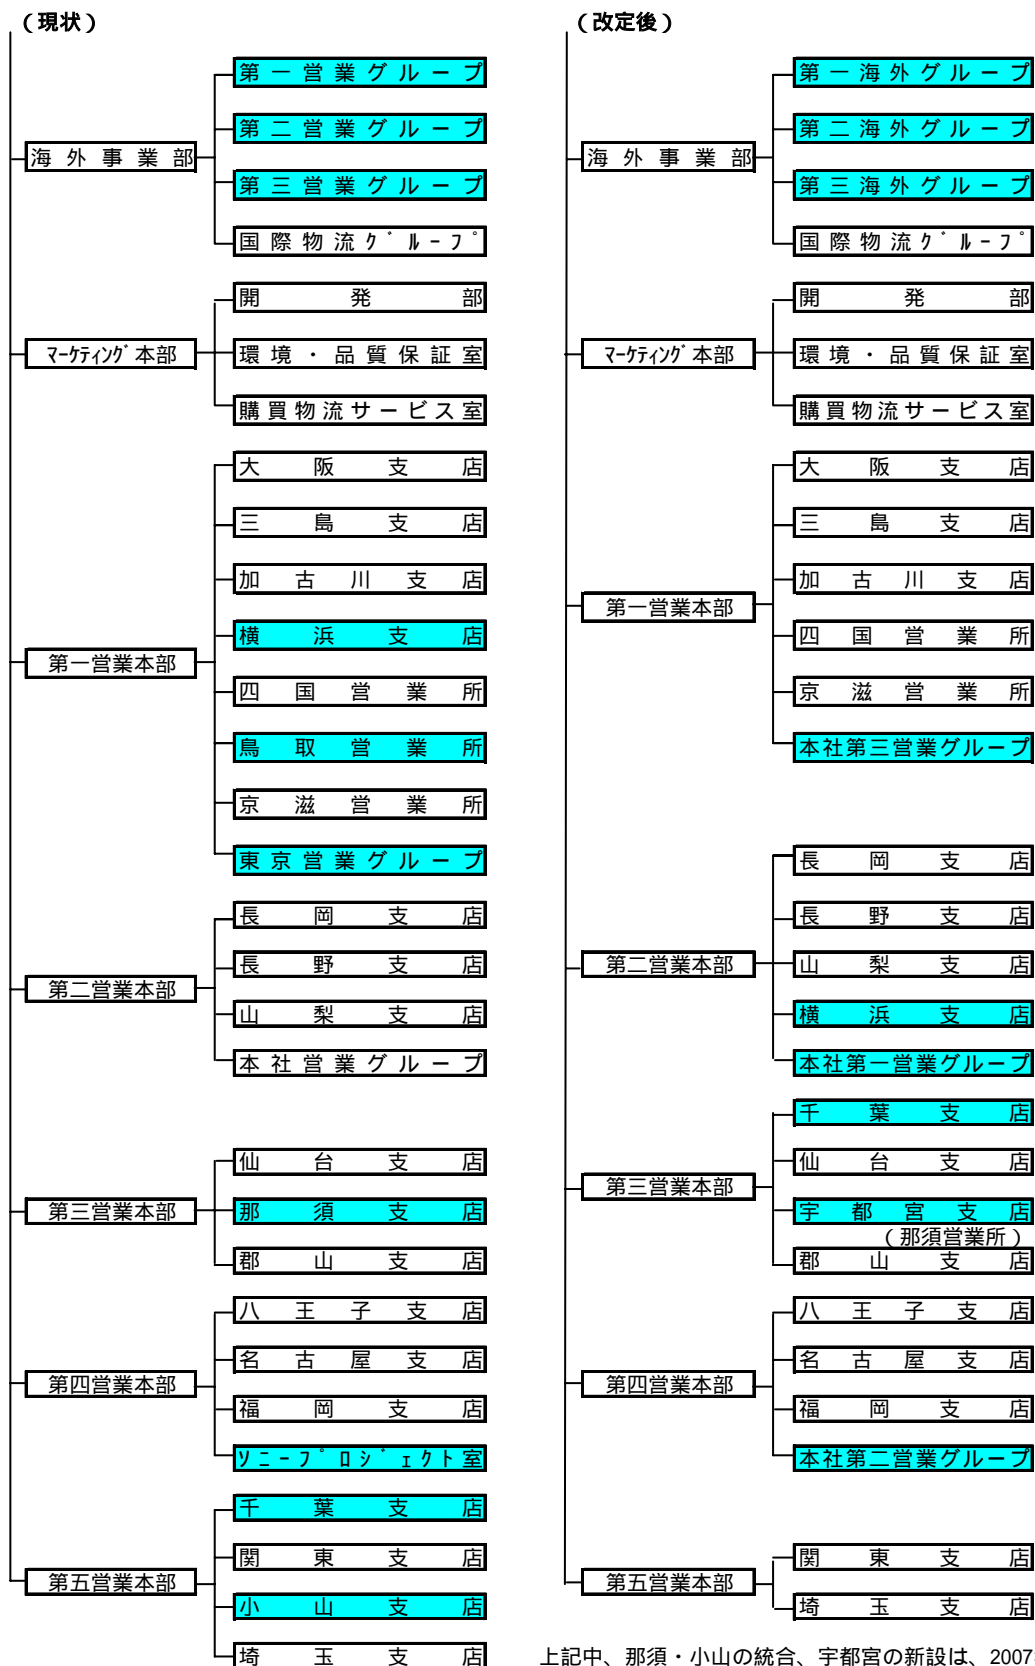 （現状）
第一営業グループ
第二営業グループ
海外事業部
第三営業グループ
国際物流ｸﾞﾙｰﾌﾟ
開発部
ﾏｰｹﾃｨﾝｸﾞ本部
環境・品質保証室
購買物流サービス室
大阪支店
三島支店
加古川支店
横浜支店
第一営業本部
四国営業所
鳥取営業所
京滋営業所
東京営業グループ
長岡支店
長野支店
第二営業本部
山梨支店
本社営業グループ
仙台支店
第三営業本部
那須支店
郡山支店
八王子支店
名古屋支店
第四営業本部
福岡支店
ｿﾆｰﾌﾟﾛｼﾞｪｸﾄ室
千葉支店
関東支店
第五営業本部
小山支店
埼玉支店
（改定後）
第一海外グループ
第二海外グループ
海外事業部
第三海外グループ
国際物流ｸﾞﾙｰﾌﾟ
開発部
ﾏｰｹﾃｨﾝｸﾞ本部
環境・品質保証室
購買物流サービス室
大阪支店
三島支店
加古川支店
第一営業本部
四国営業所
京滋営業所
本社第三営業グループ
長岡支店
長野支店
第二営業本部
山梨支店
横浜支店
本社第一営業グループ
千葉支店
仙台支店
第三営業本部
宇都宮支店
（那須営業所）
郡山支店
八王子支店
名古屋支店
第四営業本部
福岡支店
本社第二営業グループ
関東支店
第五営業本部
埼玉支店
上記中、那須・小山の統合、宇都宮の新設は、2007